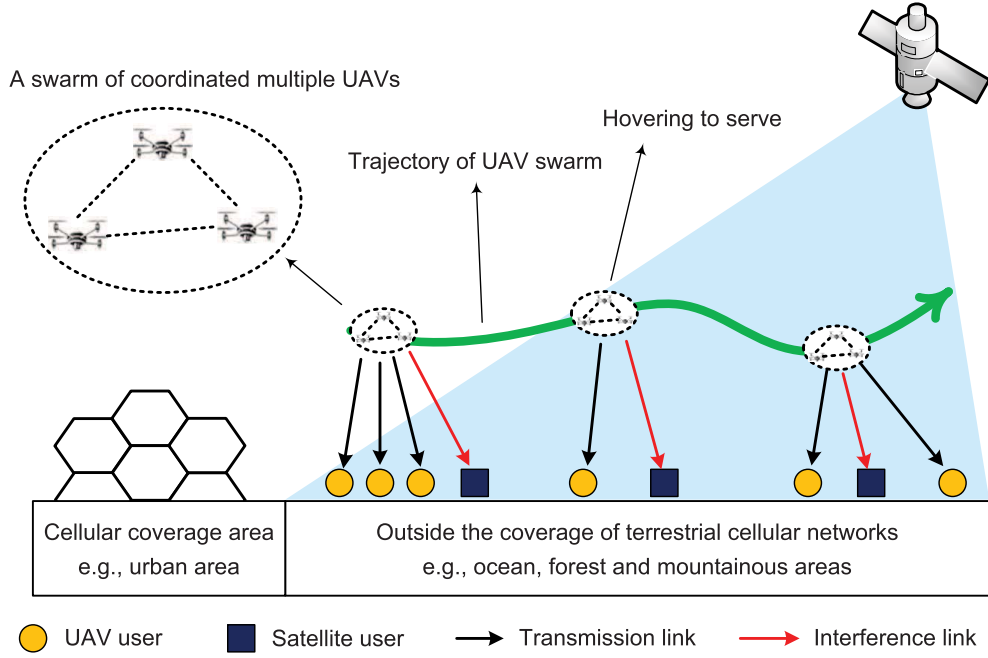 A swarm of coordinated multiple UAVs
Hovering to serve
Trajectory of UAV swarm
Cellular coverage area
e.g., urban area
Outside the coverage of terrestrial cellular networks
e.g., ocean, forest and mountainous areas
UAV user
Satellite user
Transmission link
Interference link